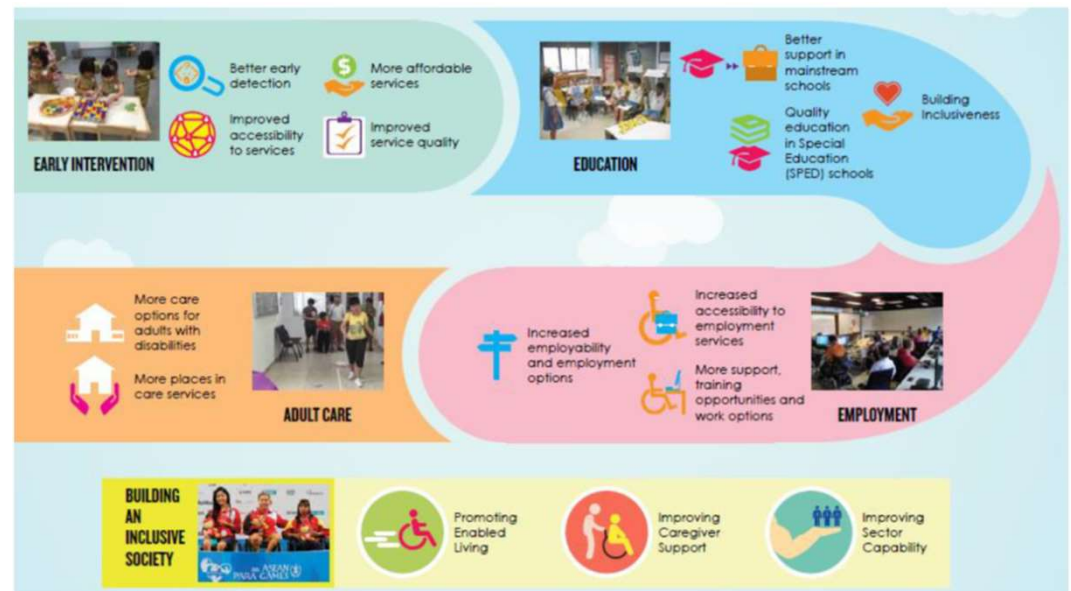 Better early
detection
More affordable
services
Improved
accessibility
to services
Improved
service quality
EARLY INTERVENTION
Better
support in
mainstream
schools
Quality
education
in Special
Education
(SPED) schools
Building
Inclusiveness
EDUCATION
Increased
accessibility to
employment
services
More support,
training
opportunities and
work options
Increased
employability
and employment
options
EMPLOYMENT
More care
options for
adults with
disabilities
More places in
care services
ADULT CARE
BUILDING
AN
INCLUSIVE
SOCIETY
ASEAN
PARA GAMES
Promoting
Enabled
Living
Improving
Caregiver
Support
Improving
Sector
Capability